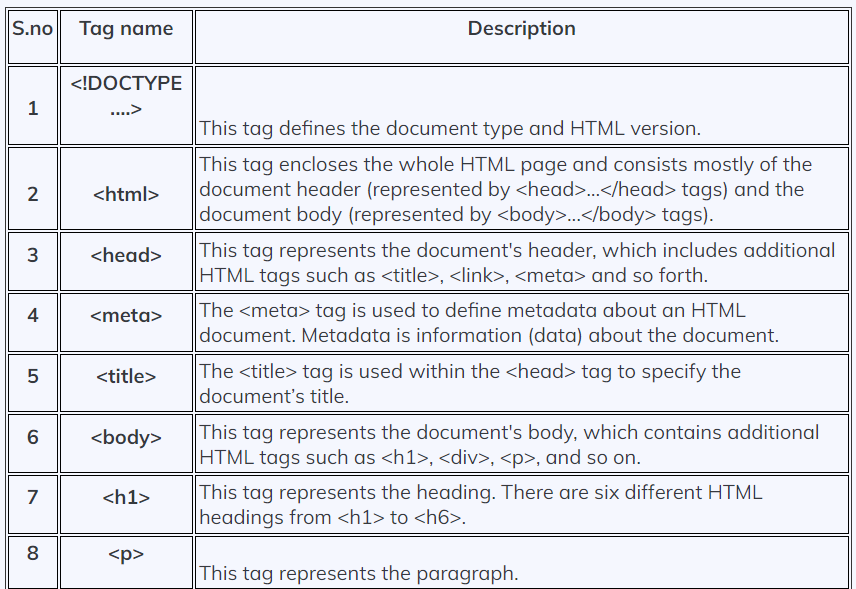 S.no Tag name Description
1 <!DOCTYPE
....>
This tag defines the document type and HTML version.
2 <html> This tag encloses the whole HTML page and consists mostly of the
document header (represented by <head>...</head> tags) and the
document body (represented by <body>...</body> tags).
3 <head> This tag represents the document's header, which includes additional
HTML tags such as <title>, <link>, <meta> and so forth.
4 <meta> The <meta> tag is used to define metadata about an HTML
document. Metadata is information (data) about the document.
5 <title> The <title> tag is used within the <head> tag to specify the
document’s title.
6 <body> This tag represents the document's body, which contains additional
HTML tags such as <h1>, <div>, <p>, and so on.
7 <h1> This tag represents the heading. There are six different HTML
headings from <h1> to <h6>.
8 <p>
This tag represents the paragraph.